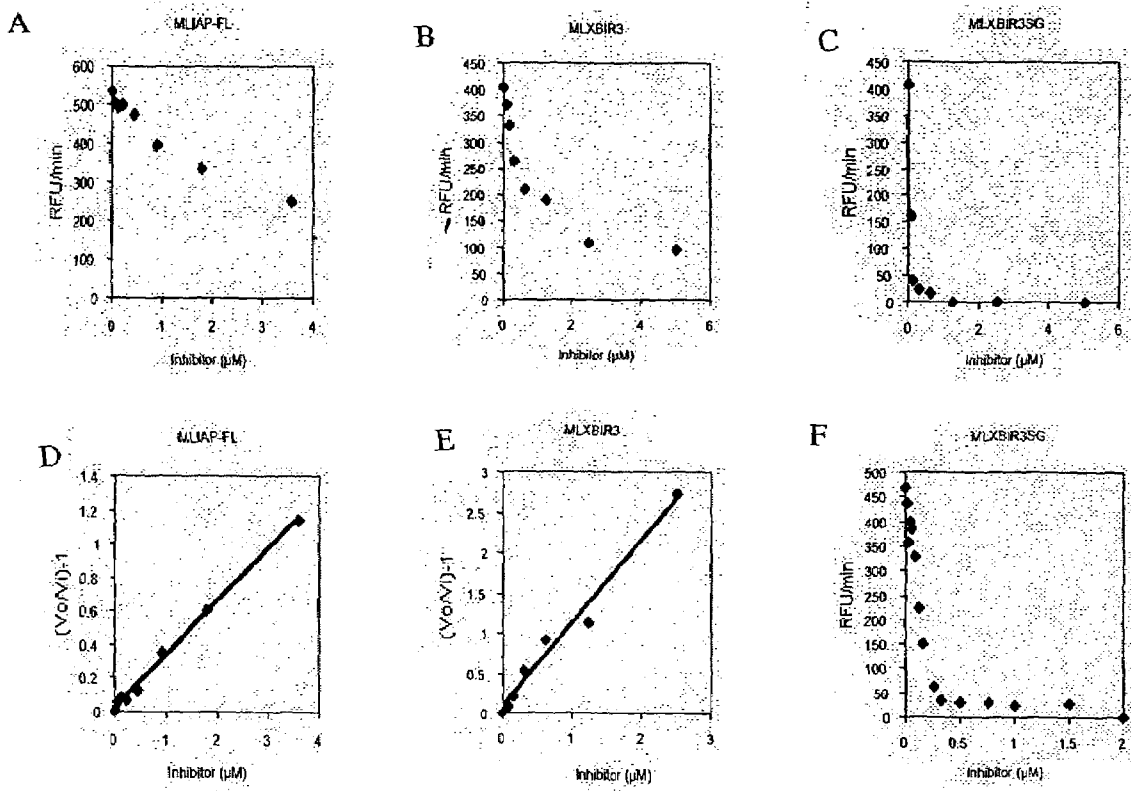 A
MLIAP-FL
RFU/min
600
500
400
300
200
100
0
0 1 2 3 4
Inhibitor (µM)
B
MLXBIR3
RFU/min
450
400
350
300
250
200
150
100
50
0
0 2 4 6
Inhibitor (µM)
C
MLXBIR3SG
RFU/min
450
400
350
300
250
200
150
100
50
0
0 2 4 6
Inhibitor (µM)
D
MLIAP-FL
(Vo/Vi)-1
1.4
1.2
1
0.8
0.6
0.4
0.2
0
0 1 2 3 4
Inhibitor (µM)
E
MLXBIR3
(Vo/Vi)-1
3
2.5
2
1.5
1
0.5
0
0 1 2 3
Inhibitor (µM)
F
MLXBIR3SG
RFU/min
500
450
400
350
300
250
200
150
100
50
0
0 0.5 1 1.5 2
Inhibitor (µM)